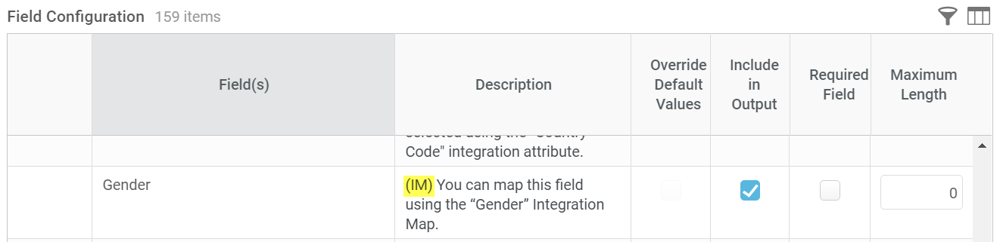 Field Configuration 159 items
Field(s)
Description
Override
Default
Values
Include
in
Output
Required
Field
Maximum
Length
selected using the "Country
Code" integration attribute.
Gender
(IM) You can map this field
using the “Gender” Integration
Map.
0